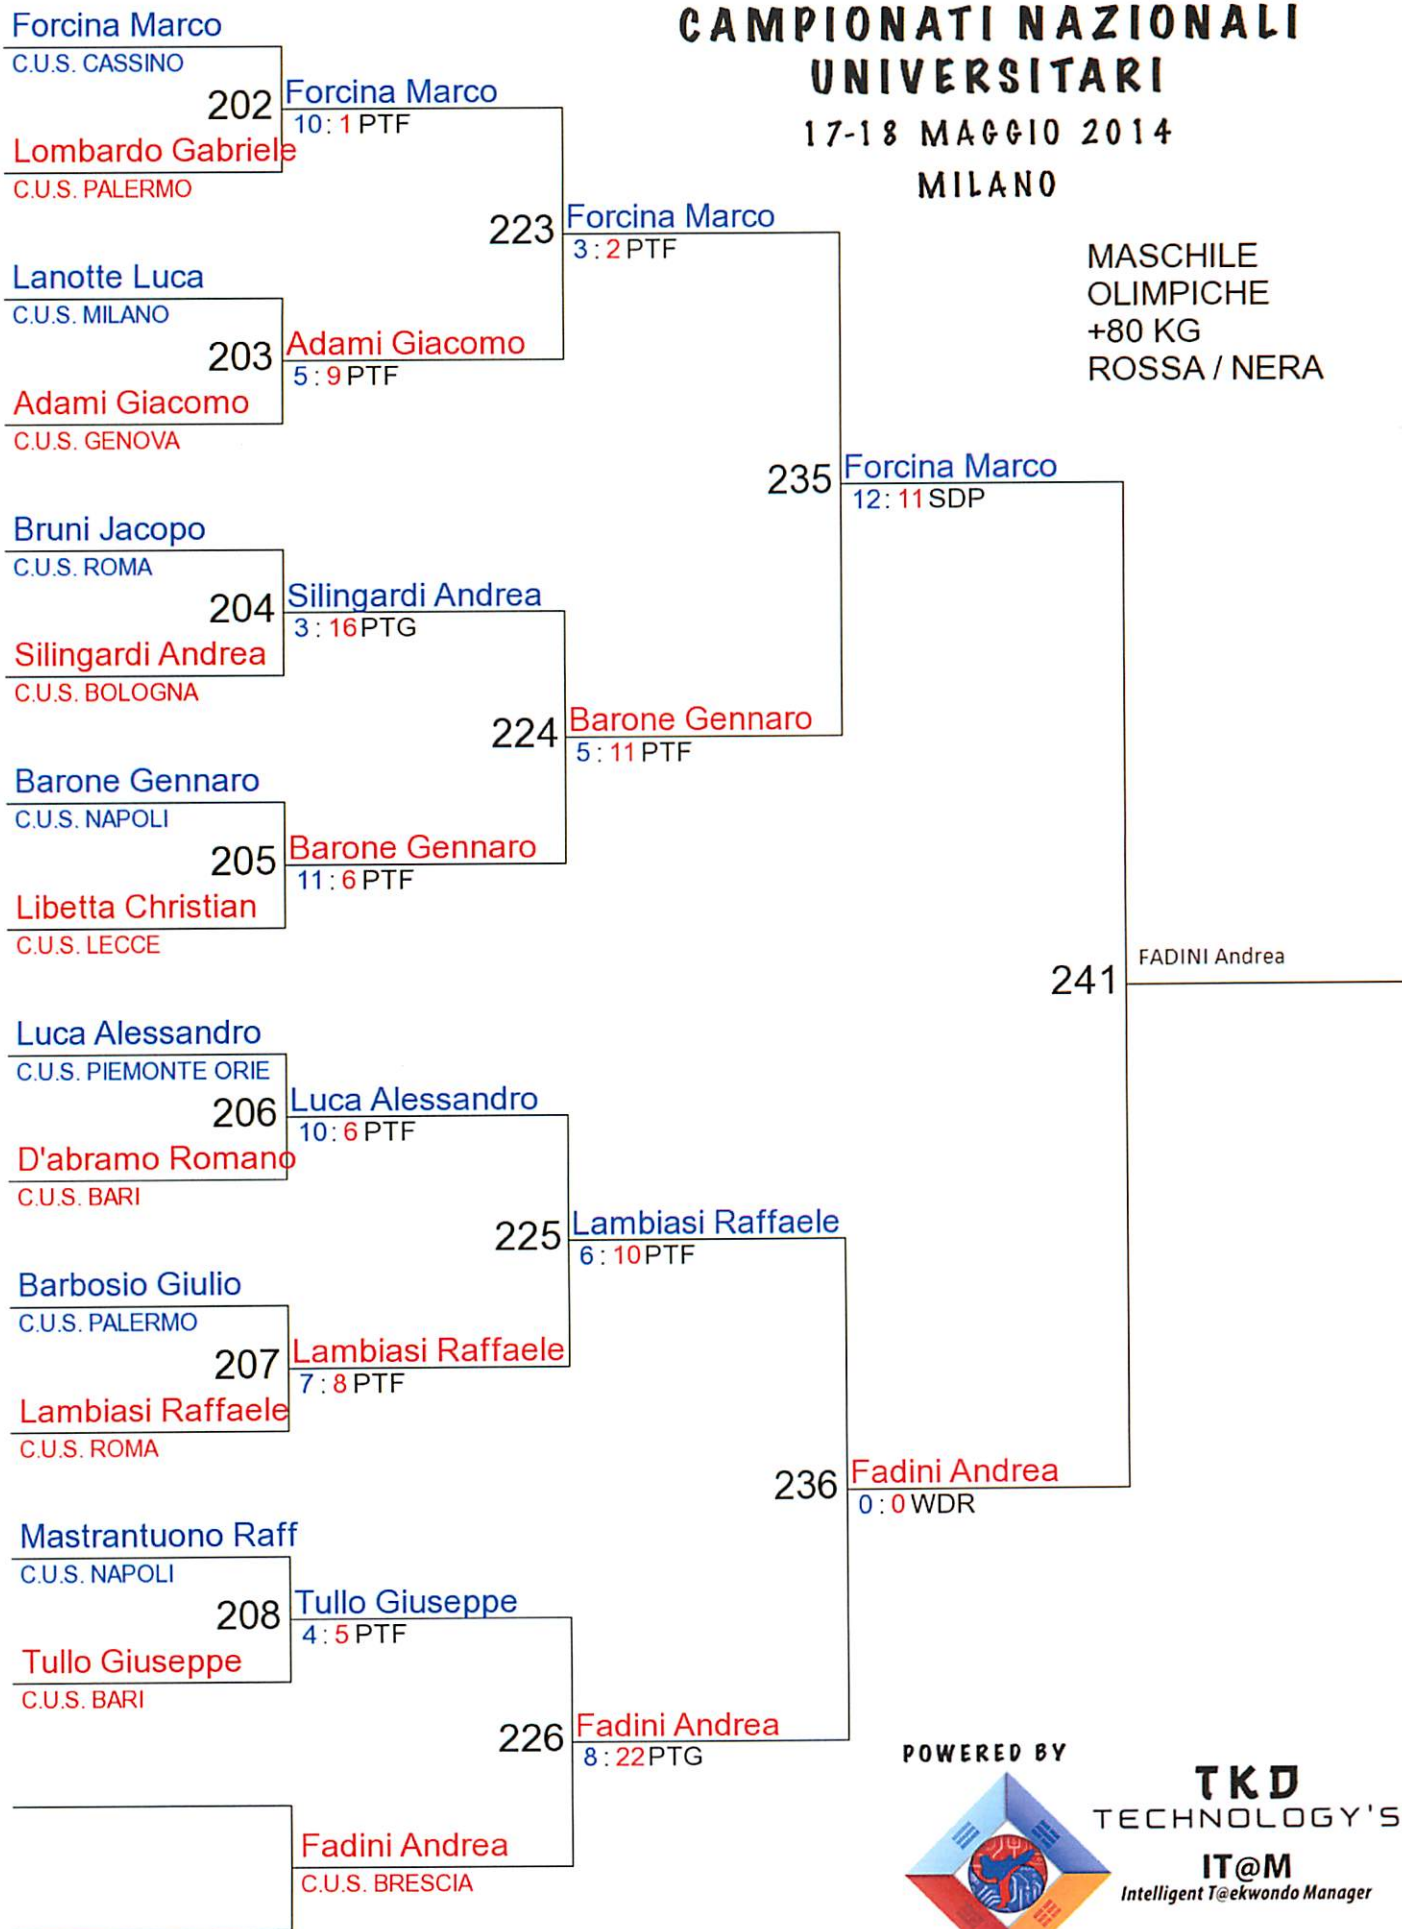 CAMPIONATI NAZIONALI
UNIVERSITARI
17-18 MAGGIO 2014
MILANO
MASCHILE
OLIMPICHE
+80 KG
ROSSA / NERA
Forcina Marco
C.U.S. CASSINO
202
Lombardo Gabriele
C.U.S. PALERMO
Forcina Marco
10 : 1 PTF
Lanotte Luca
C.U.S. MILANO
203
Adami Giacomo
C.U.S. GENOVA
Adami Giacomo
5 : 9 PTF
223
Forcina Marco
3 : 2 PTF
Bruni Jacopo
C.U.S. ROMA
204
Silingardi Andrea
C.U.S. BOLOGNA
Silingardi Andrea
3 : 16 PTG
Barone Gennaro
C.U.S. NAPOLI
205
Libetta Christian
C.U.S. LECCE
Barone Gennaro
11 : 6 PTF
224
Barone Gennaro
5 : 11 PTF
235
Forcina Marco
12 : 11 SDP
Luca Alessandro
C.U.S. PIEMONTE ORIE
206
D'abramo Romano
C.U.S. BARI
Luca Alessandro
10 : 6 PTF
Barbosio Giulio
C.U.S. PALERMO
207
Lambiasi Raffaele
C.U.S. ROMA
Lambiasi Raffaele
7 : 8 PTF
225
Lambiasi Raffaele
6 : 10 PTF
Mastrantuono Raff
C.U.S. NAPOLI
208
Tullo Giuseppe
C.U.S. BARI
Tullo Giuseppe
4 : 5 PTF
Fadini Andrea
C.U.S. BRESCIA
226
Fadini Andrea
8 : 22 PTG
236
Fadini Andrea
0 : 0 WDR
241
FADINI Andrea
POWERED BY
TKD
TECHNOLOGY'S
IT@M
Intelligent T@ekwondo Manager